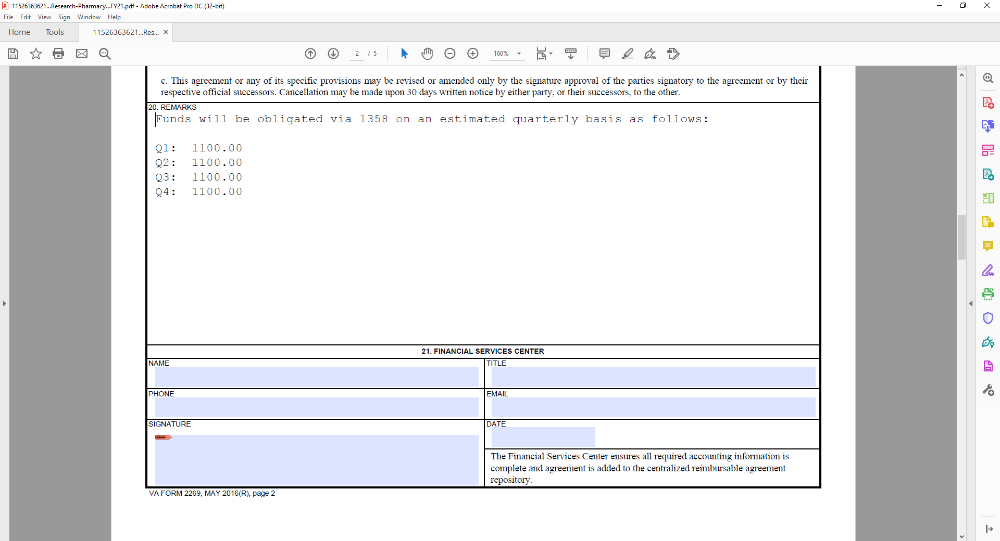 11526363621...Research-Pharmacy...FY21.pdf - Adobe Acrobat Pro DC (32-bit)
File Edit View Sign Window Help
Home Tools 11526363621...Res... ×
2 / 5 160%
c. This agreement or any of its specific provisions may be revised or amended only by the signature approval of the parties signatory to the agreement or by their
respective official successors. Cancellation may be made upon 30 days written notice by either party, or their successors, to the other.
20. REMARKS
Funds will be obligated via 1358 on an estimated quarterly basis as follows:
Q1: 1100.00
Q2: 1100.00
Q3: 1100.00
Q4: 1100.00
21. FINANCIAL SERVICES CENTER
NAME
TITLE
PHONE
EMAIL
SIGNATURE
DATE
The Financial Services Center ensures all required accounting information is
complete and agreement is added to the centralized reimbursable agreement
repository.
VA FORM 2269, MAY 2016(R), page 2